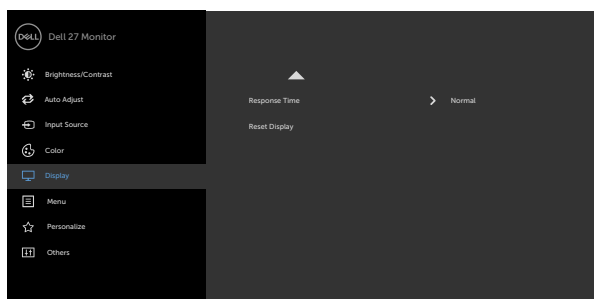 DELL Dell 27 Monitor
Brightness/Contrast
Auto Adjust
Response Time Normal
Input Source
Reset Display
Color
Display
Menu
Personalize
Others